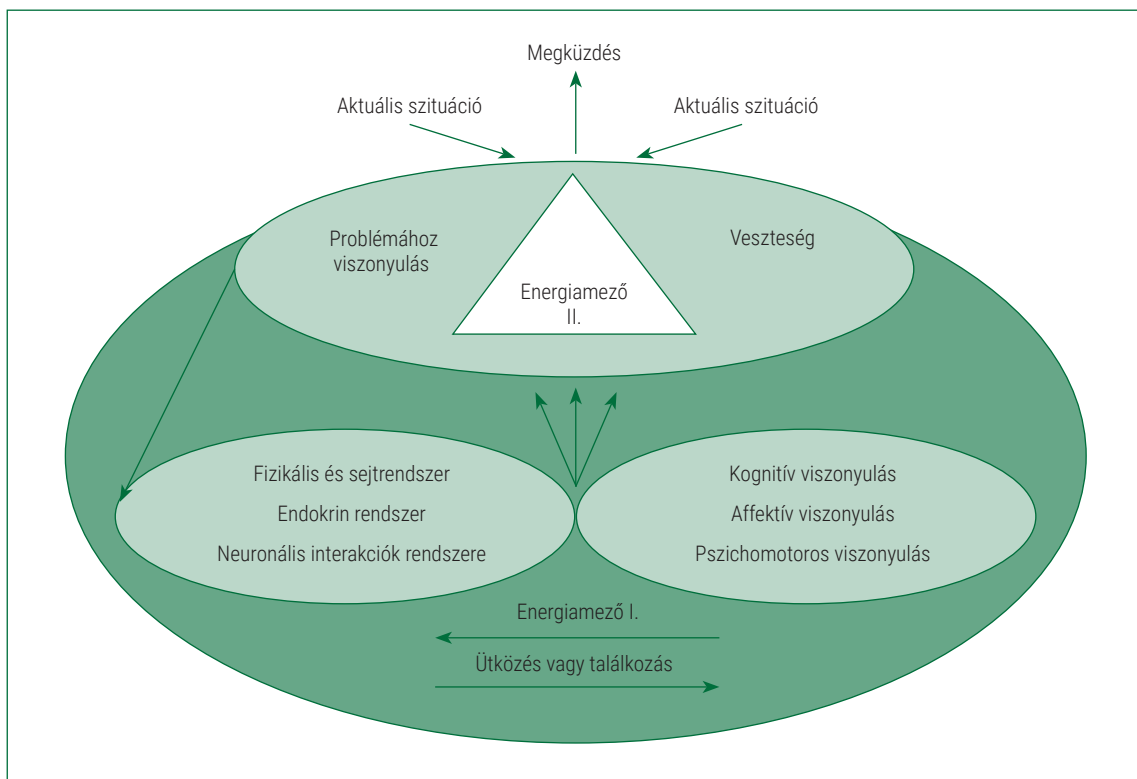 Megküzdés
Aktuális szituáció
Aktuális szituáció
Problémához
viszonyulás
Veszteség
Energiamező
II.
Fizikális és sejtrendszer
Endokrin rendszer
Neuronális interakciók rendszere
Kognitív viszonyulás
Affektív viszonyulás
Pszichomotoros viszonyulás
Energiamező I.
Ütközés vagy találkozás